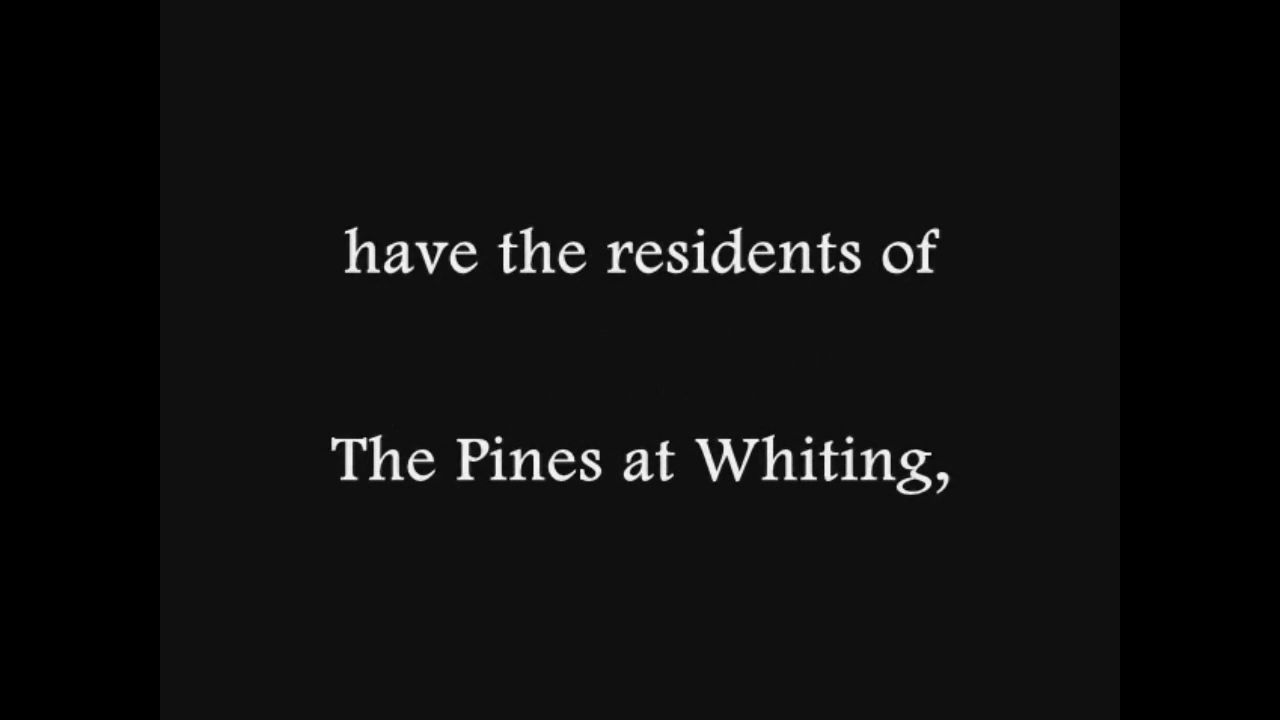 have the residents of
The Pines at Whiting,